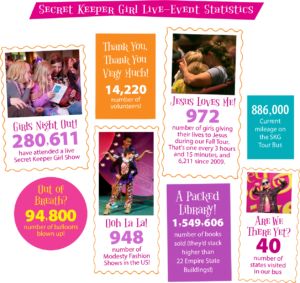 Secret Keeper Girl Live-Event Statistics
Thank You,
Thank You
Very Much!
14,220
number of
volunteers!
Girls Night Out!
280.611
have attended a live
Secret Keeper Girl Show
Jesus Loves Me!
972
number of girls giving
their lives to Jesus
during our Fall Tour.
That's one every 2 hours
and 15 minutes, and
6,211 since 2009.
886,000
Current
mileage on
the SKG
Tour Bus
Out of
Breath?
94.800
number of balloons
blown up!
Ooh La La!
948
number of
Modesty Fashion
Shows in the US!
A Packed
Library!
1-549-606
number of books
sold (they'd stack
higher than
22 Empire State
Buildings!)
Are We
There Yet?
40
number of
states visited
in our bus